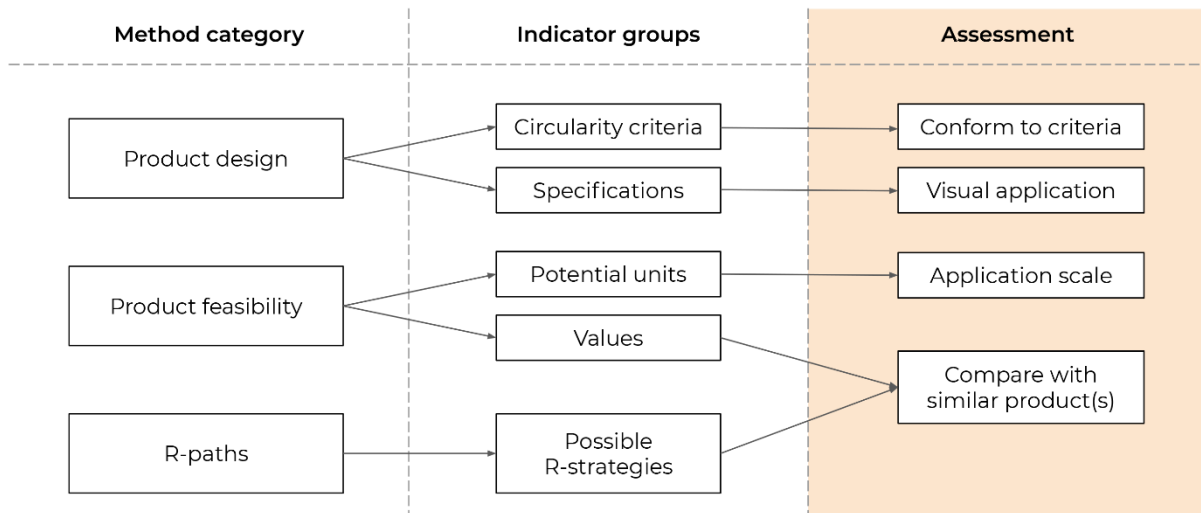 Method category
Indicator groups
Assessment
Product design
Circularity criteria
Conform to criteria
Specifications
Visual application
Product feasibility
Potential units
Application scale
Values
Compare with
similar product(s)
R-paths
Possible
R-strategies